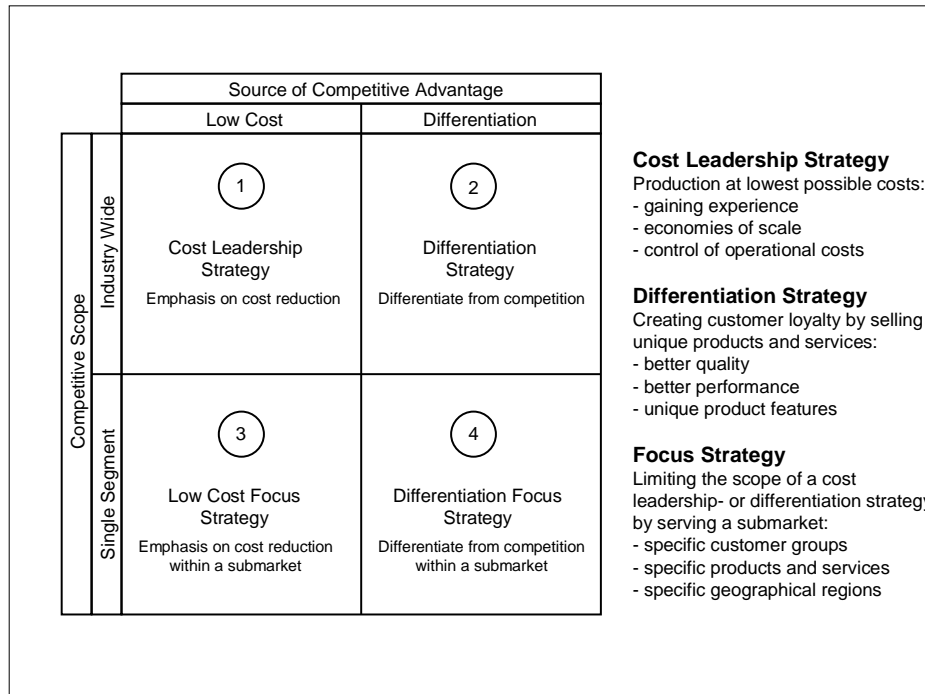 Source of Competitive Advantage
Low Cost
Differentiation
Competitive Scope
Industry Wide
Single Segment
1
Cost Leadership
Strategy
Emphasis on cost reduction
2
Differentiation
Strategy
Differentiate from competition
3
Low Cost Focus
Strategy
Emphasis on cost reduction
within a submarket
4
Differentiation Focus
Strategy
Differentiate from competition
within a submarket
Cost Leadership Strategy
Production at lowest possible costs:
- gaining experience
- economies of scale
- control of operational costs
Differentiation Strategy
Creating customer loyalty by selling
unique products and services:
- better quality
- better performance
- unique product features
Focus Strategy
Limiting the scope of a cost
leadership- or differentiation strategy
by serving a submarket:
- specific customer groups
- specific products and services
- specific geographical regions